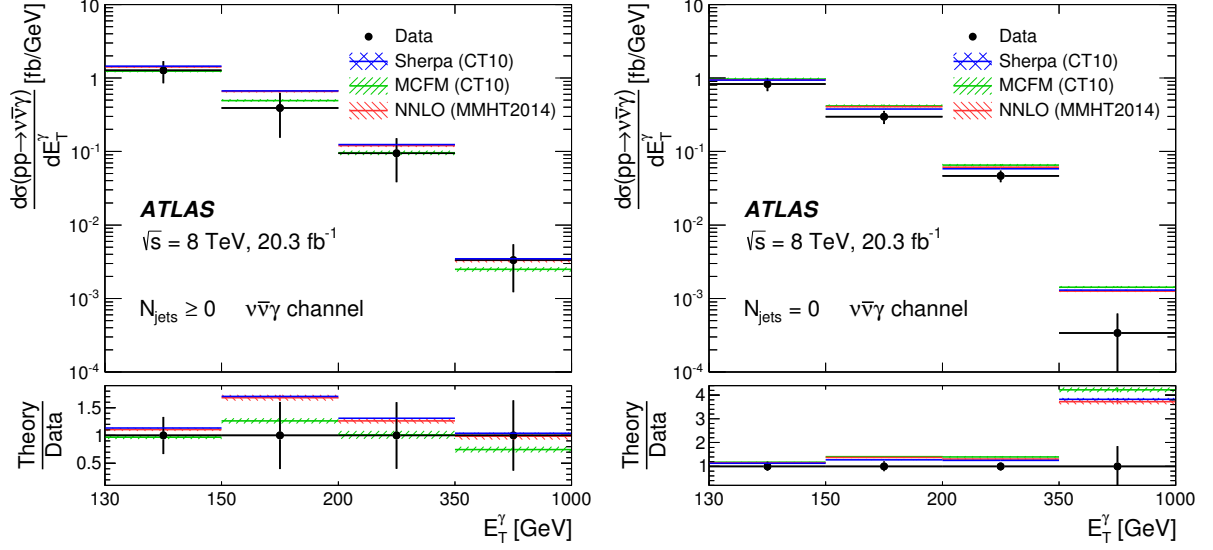 dσ(pp→νν̄γ)
dE_T^γ
[fb/GeV]
10
1
10⁻¹
10⁻²
10⁻³
10⁻⁴
Data
Sherpa (CT10)
MCFM (CT10)
NNLO (MMHT2014)
ATLAS
√s = 8 TeV, 20.3 fb⁻¹
N_jets ≥ 0 νν̄γ channel
Theory
Data
1.5
1
0.5
130 150 200 350 1000
E_T^γ [GeV]
dσ(pp→νν̄γ)
dE_T^γ
[fb/GeV]
10
1
10⁻¹
10⁻²
10⁻³
10⁻⁴
Data
Sherpa (CT10)
MCFM (CT10)
NNLO (MMHT2014)
ATLAS
√s = 8 TeV, 20.3 fb⁻¹
N_jets = 0 νν̄γ channel
Theory
Data
4
3
2
1
130 150 200 350 1000
E_T^γ [GeV]